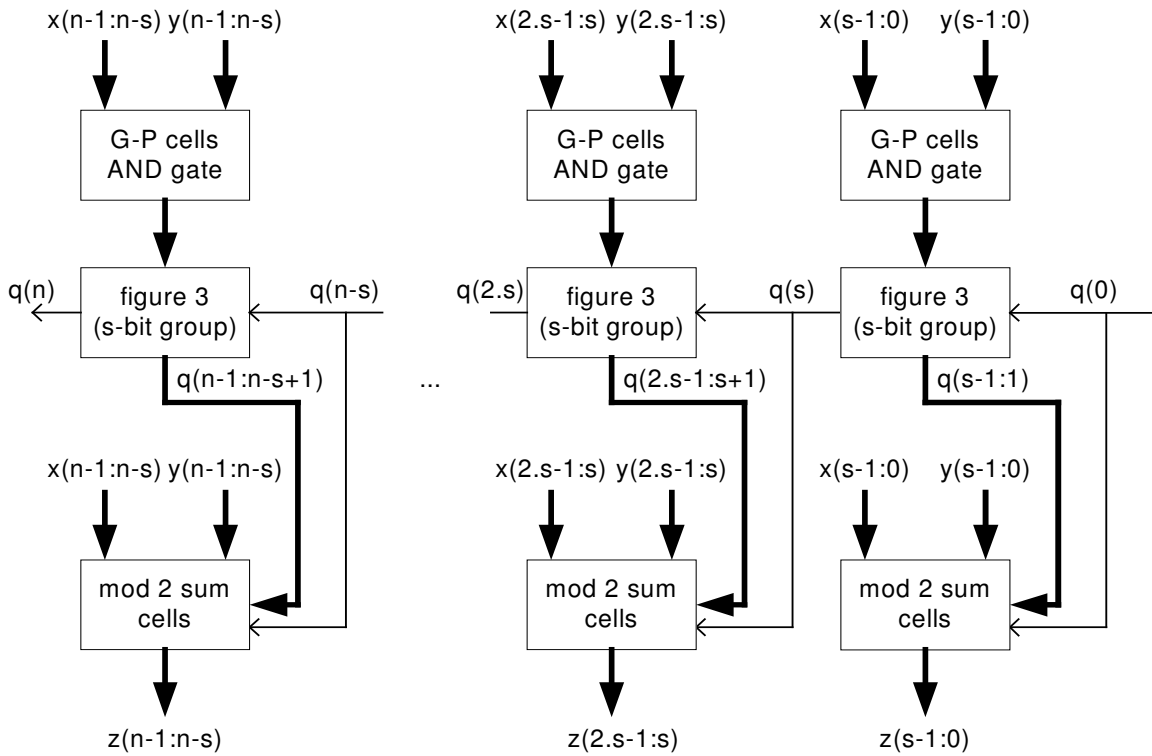 x(n-1:n-s) y(n-1:n-s) x(2.s-1:s) y(2.s-1:s) x(s-1:0) y(s-1:0)
G-P cells G-P cells G-P cells
AND gate AND gate AND gate
q(n) figure 3 q(n-s) q(2.s) figure 3 q(s) figure 3 q(0)
(s-bit group) (s-bit group) (s-bit group)
q(n-1:n-s+1) ... q(2.s-1:s+1) q(s-1:1)
x(n-1:n-s) y(n-1:n-s) x(2.s-1:s) y(2.s-1:s) x(s-1:0) y(s-1:0)
mod 2 sum mod 2 sum mod 2 sum
cells cells cells
z(n-1:n-s) z(2.s-1:s) z(s-1:0)